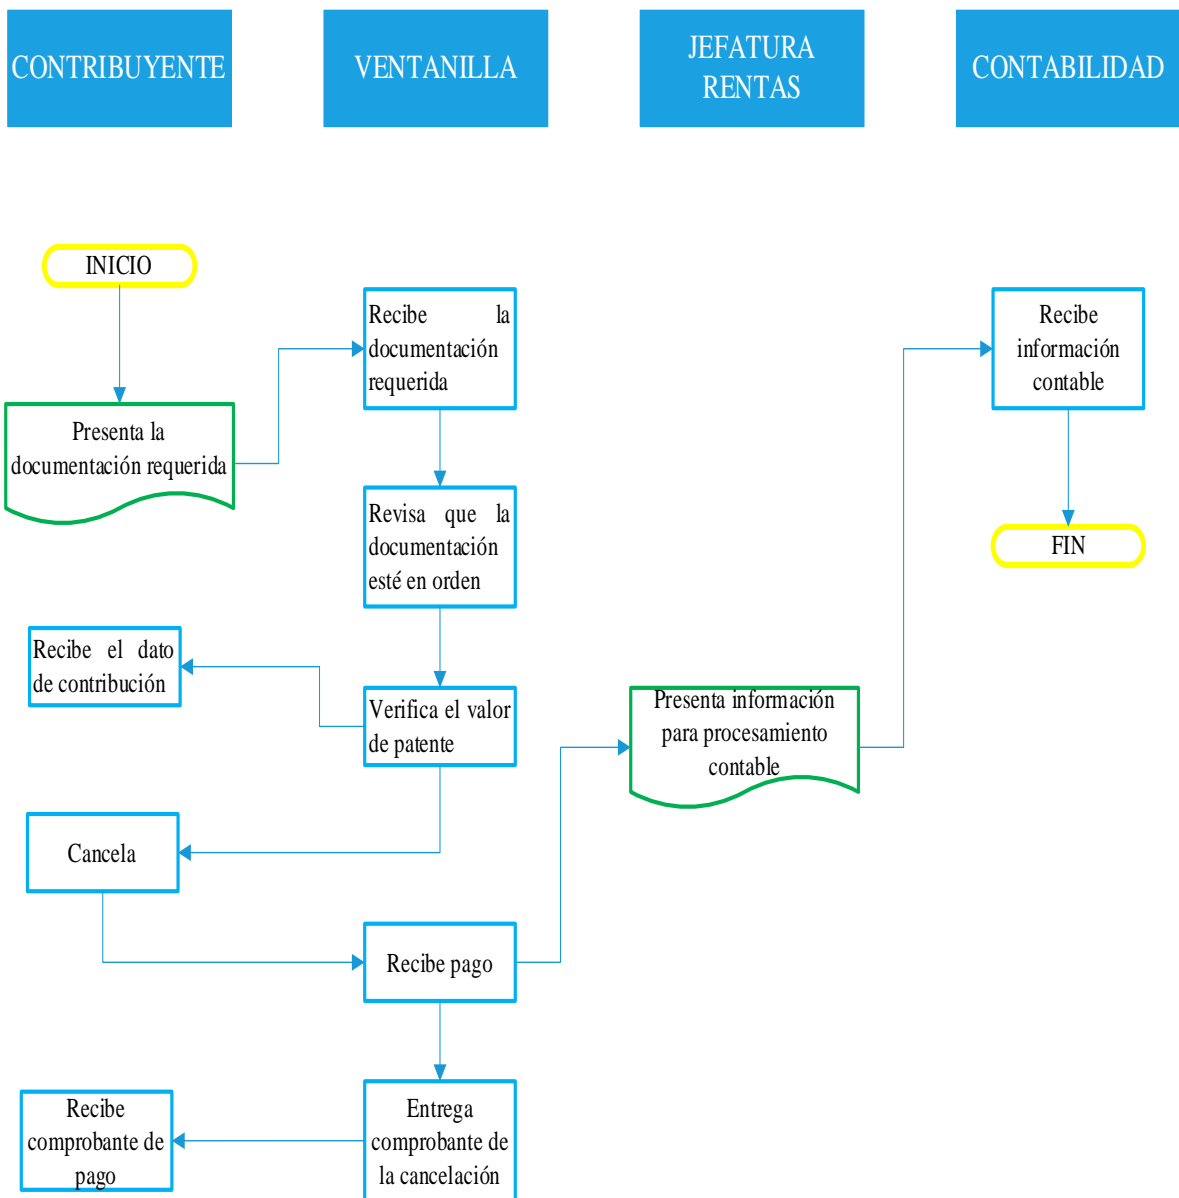 CONTRIBUYENTE
VENTANILLA
JEFATURA
RENTAS
CONTABILIDAD
INICIO
Presenta la
documentación requerida
Recibe la
documentación
requerida
Revisa que la
documentación
esté en orden
Verifica el valor
de patente
Recibe el dato
de contribución
Cancela
Recibe pago
Entrega
comprobante de
la cancelación
Recibe
comprobante de
pago
Presenta información
para procesamiento
contable
Recibe
información
contable
FIN